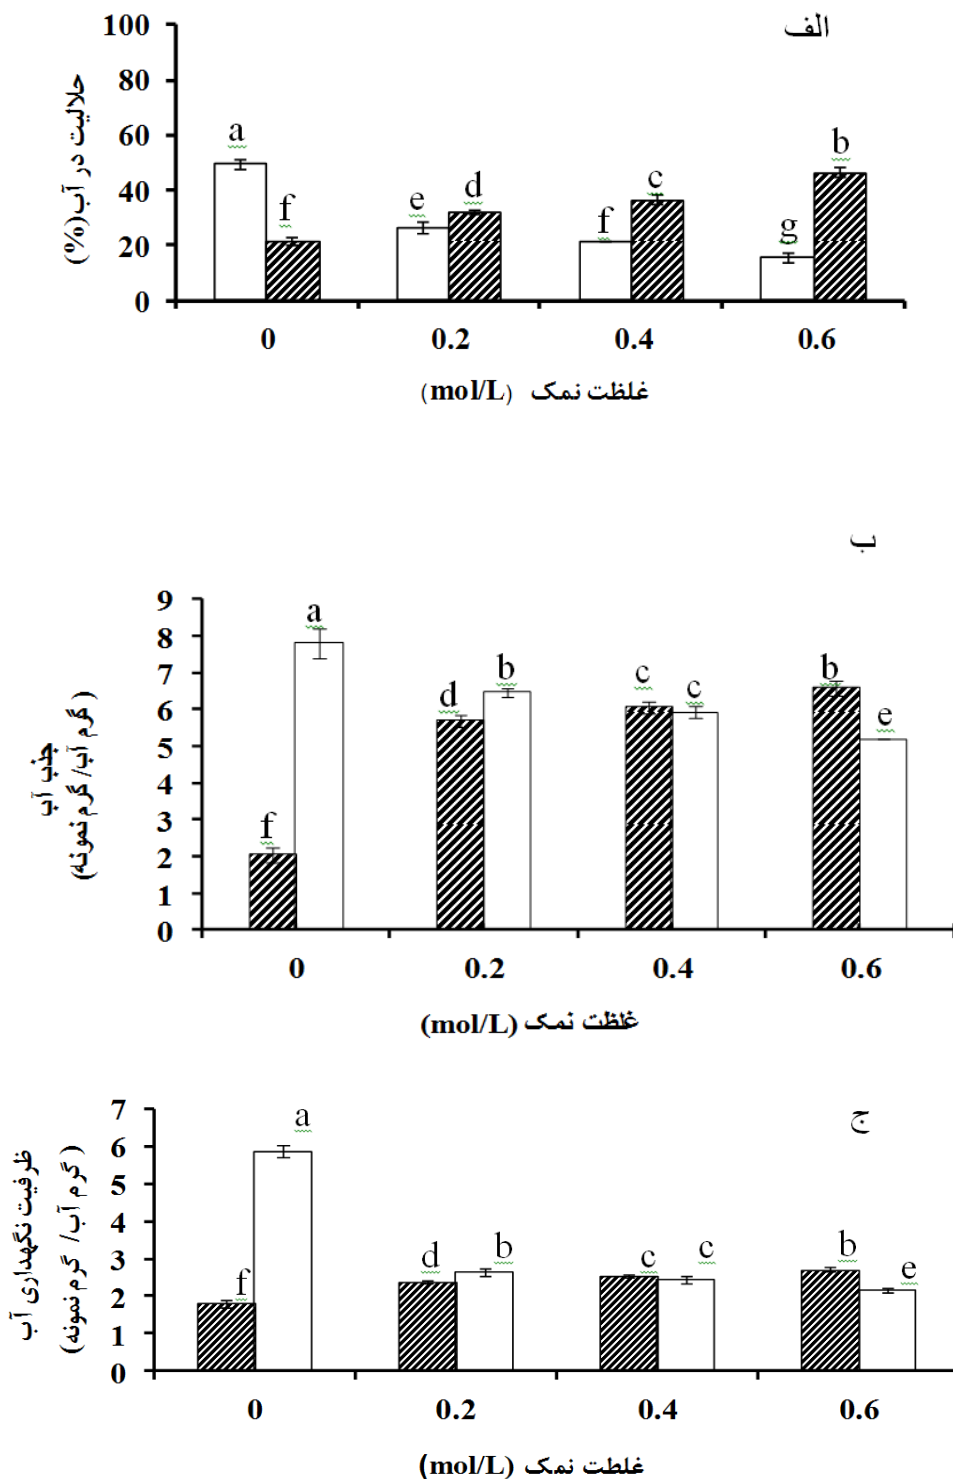 الف
حلالیت در آب(%)
100
80
60
40
20
0
a
f
e
d
f
c
g
b
0 0.2 0.4 0.6
غلظت نمک (mol/L)
ب
جذب آب
(گرم آب/ گرم نمونه)
9
8
7
6
5
4
3
2
1
0
f
a
d
b
c
c
b
e
0 0.2 0.4 0.6
غلظت نمک (mol/L)
ج
ظرفیت نگهداری آب
(گرم آب/ گرم نمونه)
7
6
5
4
3
2
1
0
f
a
d
b
c
c
b
e
0 0.2 0.4 0.6
غلطت نمک (mol/L)